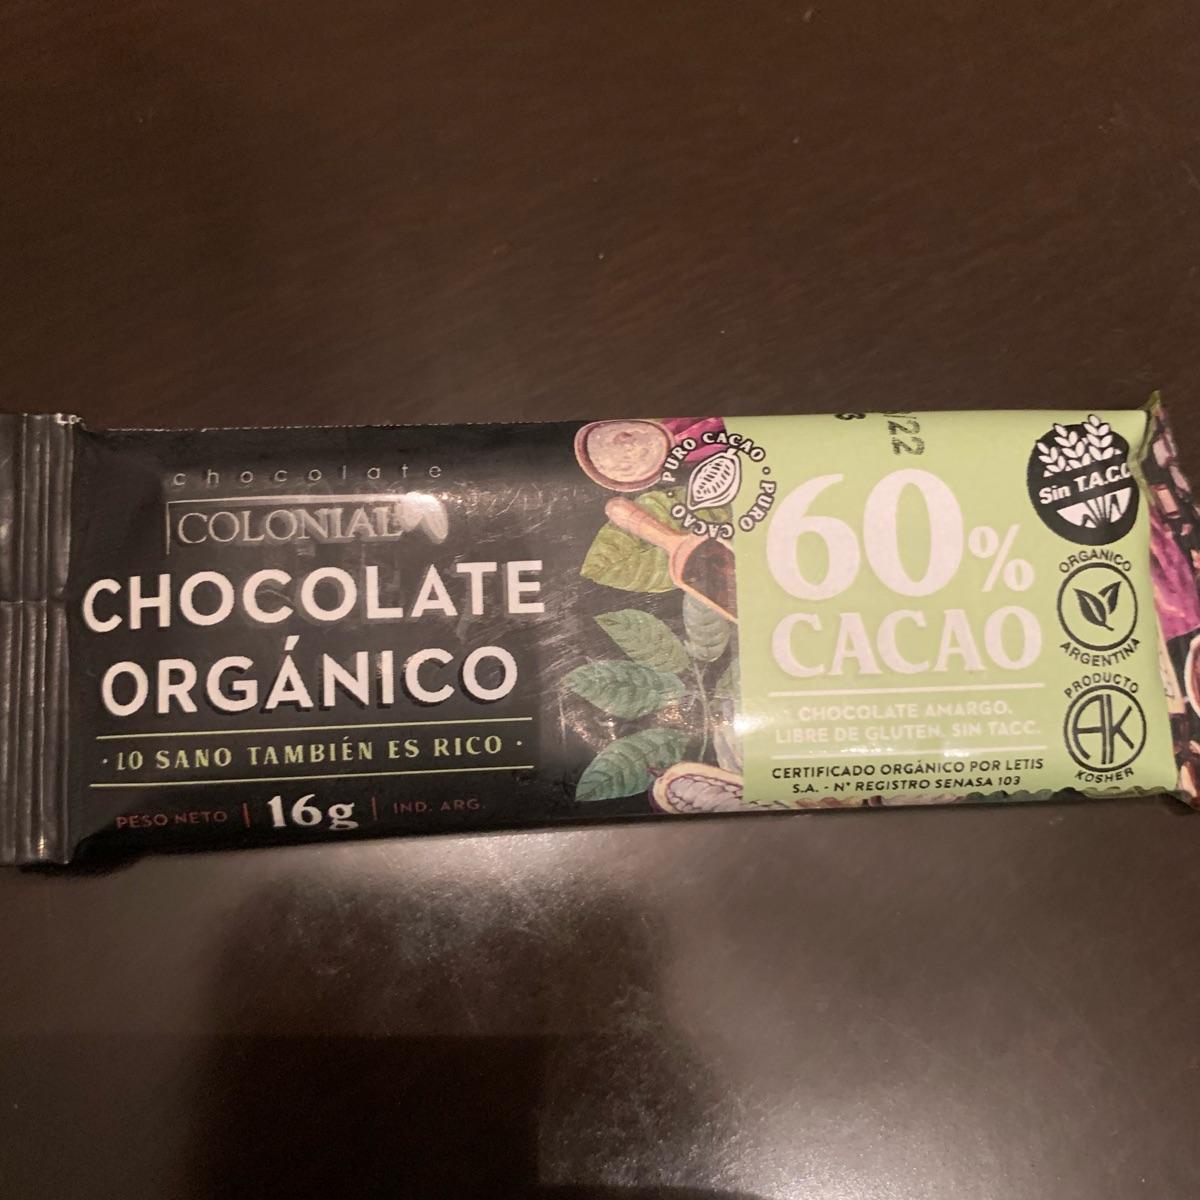 chocolate
COLONIAL
CHOCOLATE
ORGÁNICO
· LO SANO TAMBIÉN ES RICO ·
PESO NETO | 16g | IND. ARG.
PURO CACAO · PURO CACAO ·
60%
CACAO
CHOCOLATE AMARGO.
LIBRE DE GLUTEN. SIN TACC.
CERTIFICADO ORGÁNICO POR LETIS
S.A. - N° REGISTRO SENASA 103
/22
Sin T.A.C.C.
ORGANICO
ARGENTINA
PRODUCTO
AK
KOSHER